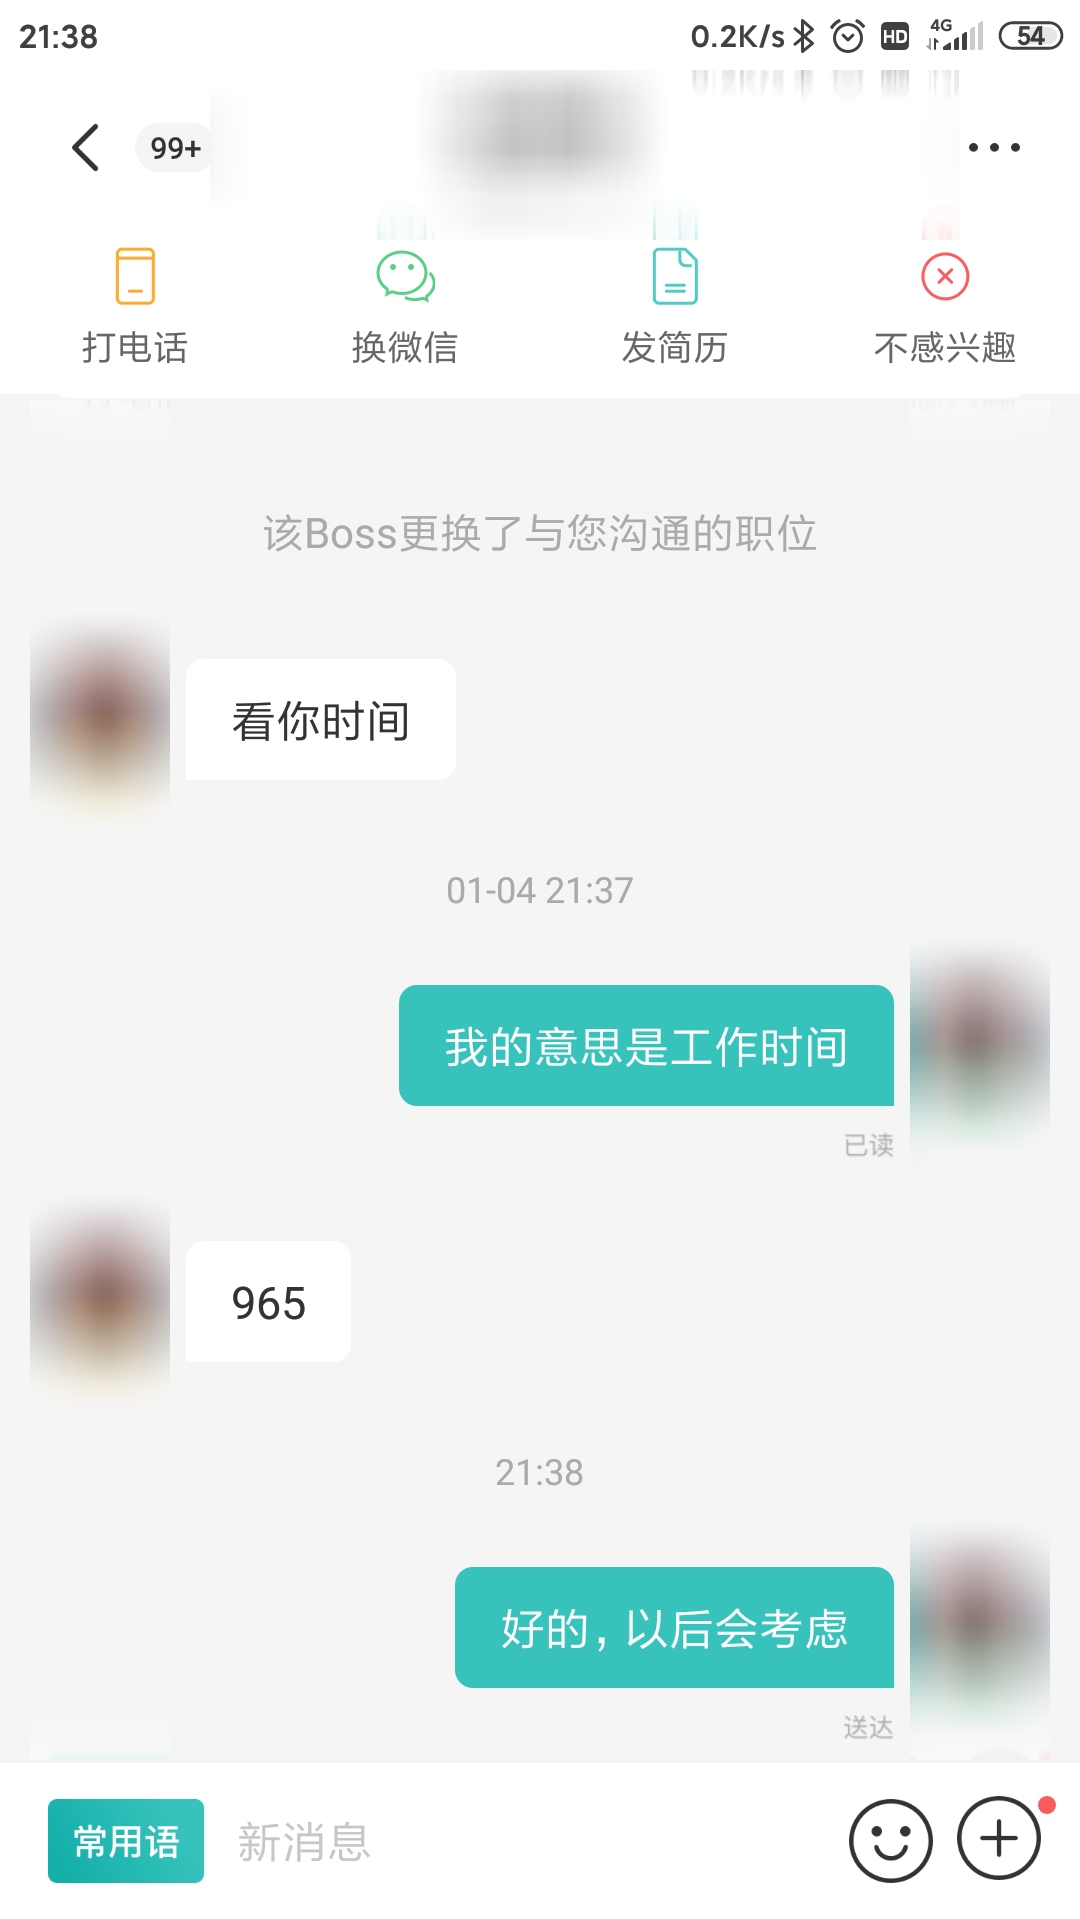 21:38
0.2K/s HD 4G 54
99+
打电话 换微信 发简历 不感兴趣
该Boss更换了与您沟通的职位
看你时间
01-04 21:37
我的意思是工作时间
已读
965
21:38
好的，以后会考虑
送达
常用语 新消息